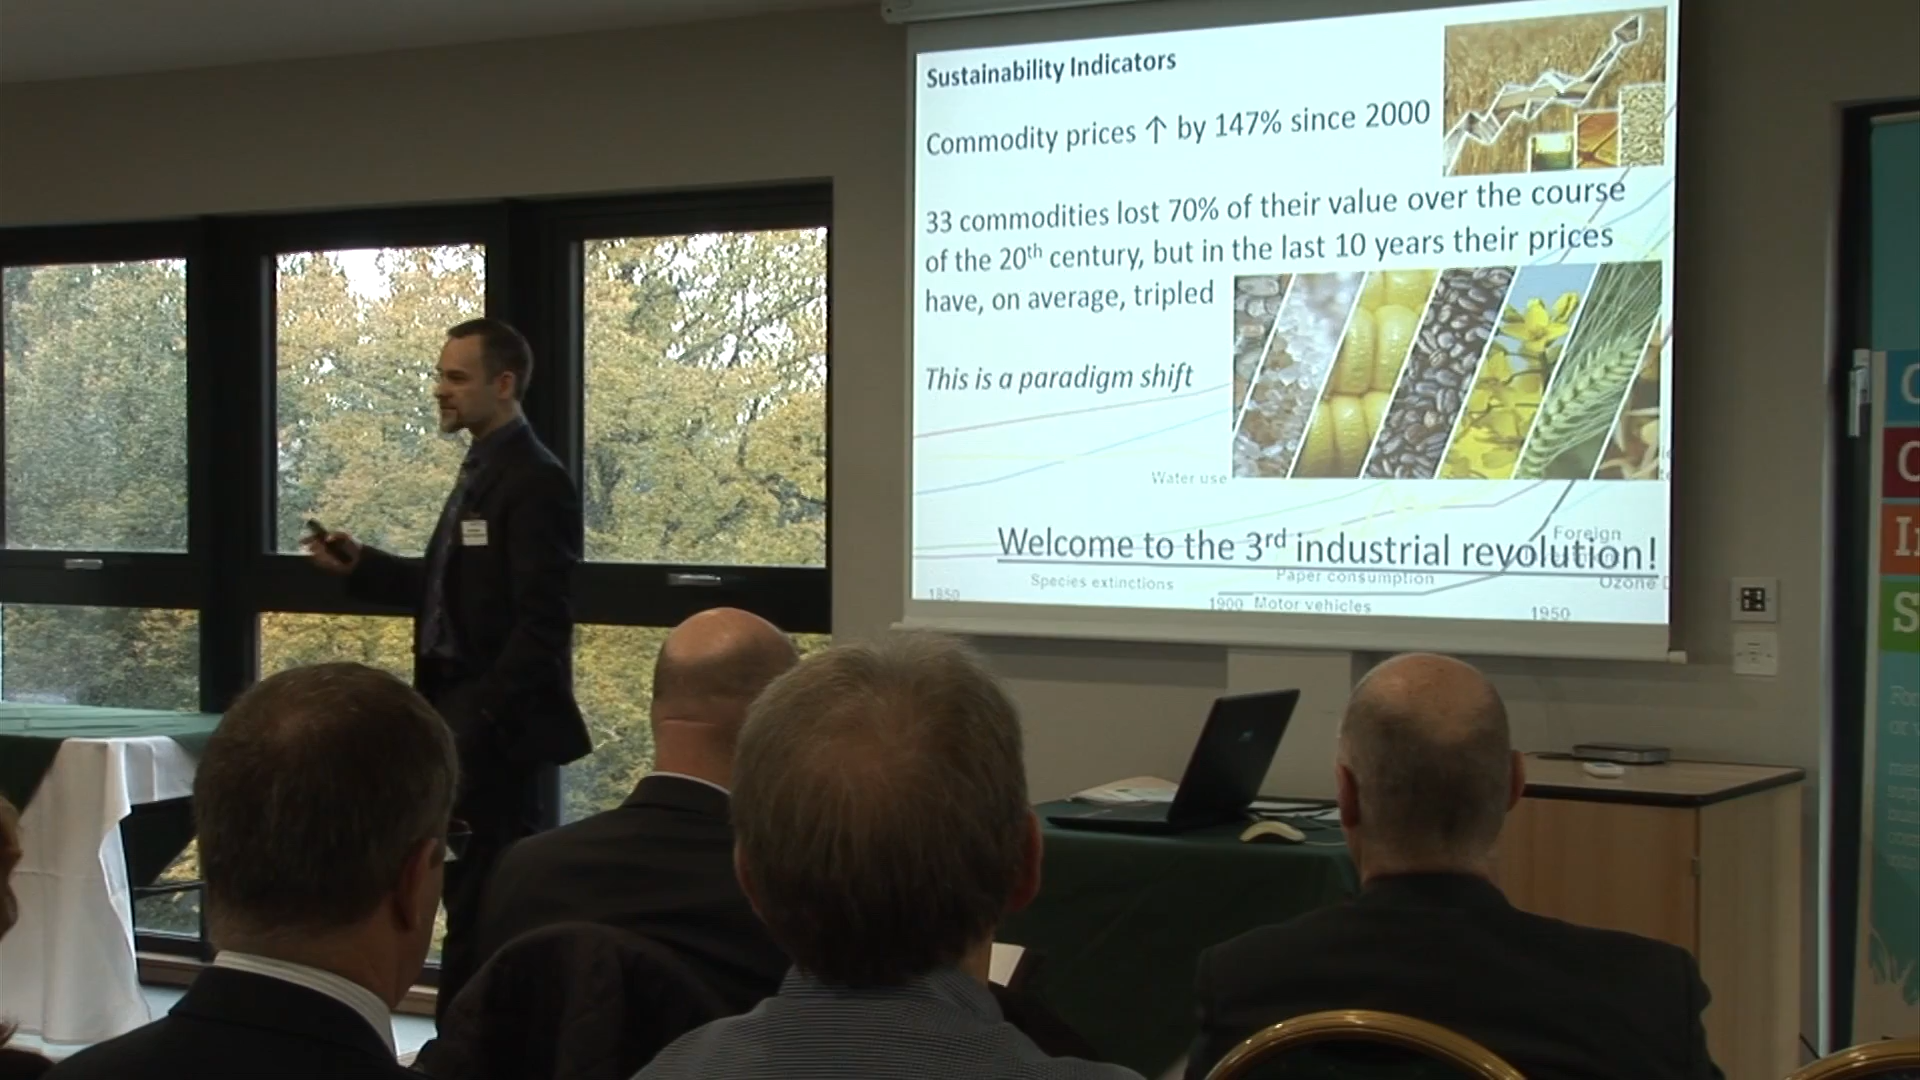 Sustainability Indicators
Commodity prices ↑ by 147% since 2000
33 commodities lost 70% of their value over the course
of the 20th century, but in the last 10 years their prices
have, on average, tripled
This is a paradigm shift
Water use
Foreign
Welcome to the 3rd industrial revolution!
Species extinctions
Paper consumption
Ozone
1850
1900
Motor vehicles
1950